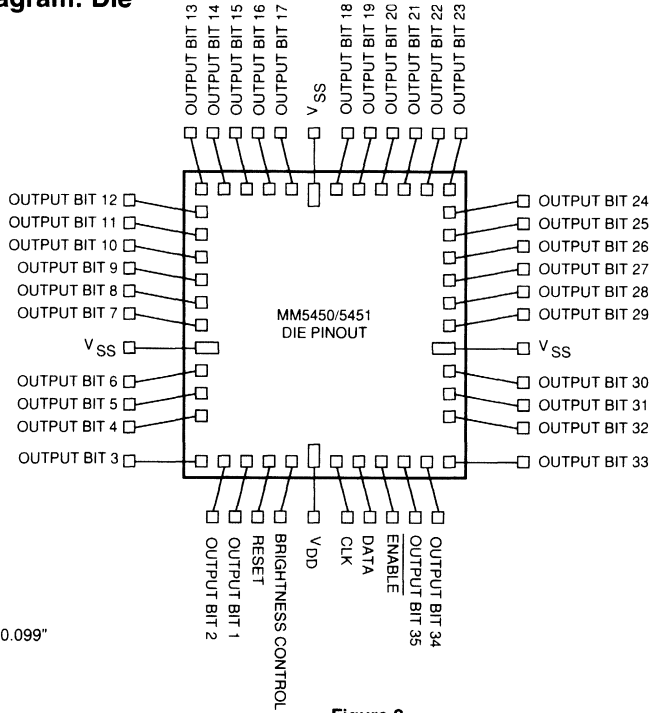 agram: Die
OUTPUT BIT 13
OUTPUT BIT 14
OUTPUT BIT 15
OUTPUT BIT 16
OUTPUT BIT 17
VSS
OUTPUT BIT 18
OUTPUT BIT 19
OUTPUT BIT 20
OUTPUT BIT 21
OUTPUT BIT 22
OUTPUT BIT 23
OUTPUT BIT 12
OUTPUT BIT 11
OUTPUT BIT 10
OUTPUT BIT 9
OUTPUT BIT 8
OUTPUT BIT 7
VSS
OUTPUT BIT 6
OUTPUT BIT 5
OUTPUT BIT 4
OUTPUT BIT 3
MM5450/5451
DIE PINOUT
OUTPUT BIT 24
OUTPUT BIT 25
OUTPUT BIT 26
OUTPUT BIT 27
OUTPUT BIT 28
OUTPUT BIT 29
VSS
OUTPUT BIT 30
OUTPUT BIT 31
OUTPUT BIT 32
OUTPUT BIT 33
OUTPUT BIT 2
OUTPUT BIT 1
RESET
BRIGHTNESS CONTROL
VDD
CLK
DATA
ENABLE
OUTPUT BIT 35
OUTPUT BIT 34
0.099"